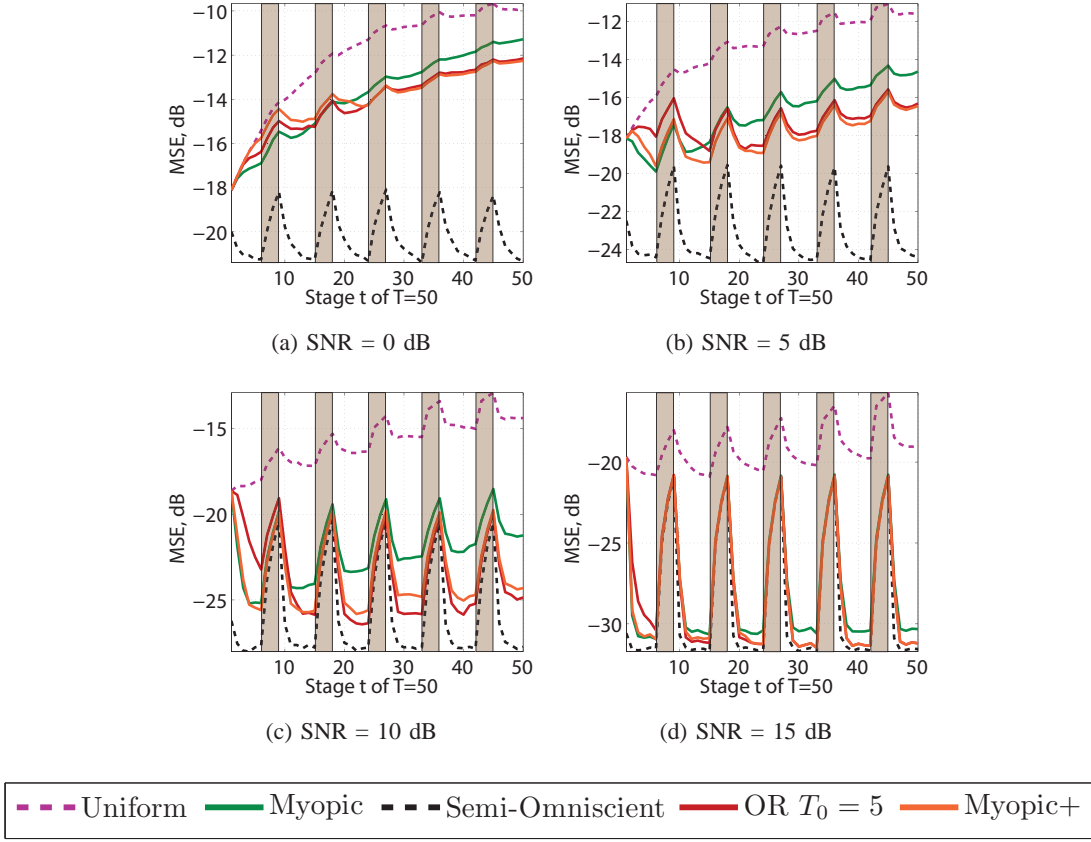 MSE, dB
−10
−12
−14
−16
−18
−20
10 20 30 40 50
Stage t of T=50
(a) SNR = 0 dB
MSE, dB
−12
−14
−16
−18
−20
−22
−24
10 20 30 40 50
Stage t of T=50
(b) SNR = 5 dB
MSE, dB
−15
−20
−25
10 20 30 40 50
Stage t of T=50
(c) SNR = 10 dB
MSE, dB
−20
−25
−30
10 20 30 40 50
Stage t of T=50
(d) SNR = 15 dB
Uniform Myopic Semi-Omniscient OR T₀ = 5 Myopic+